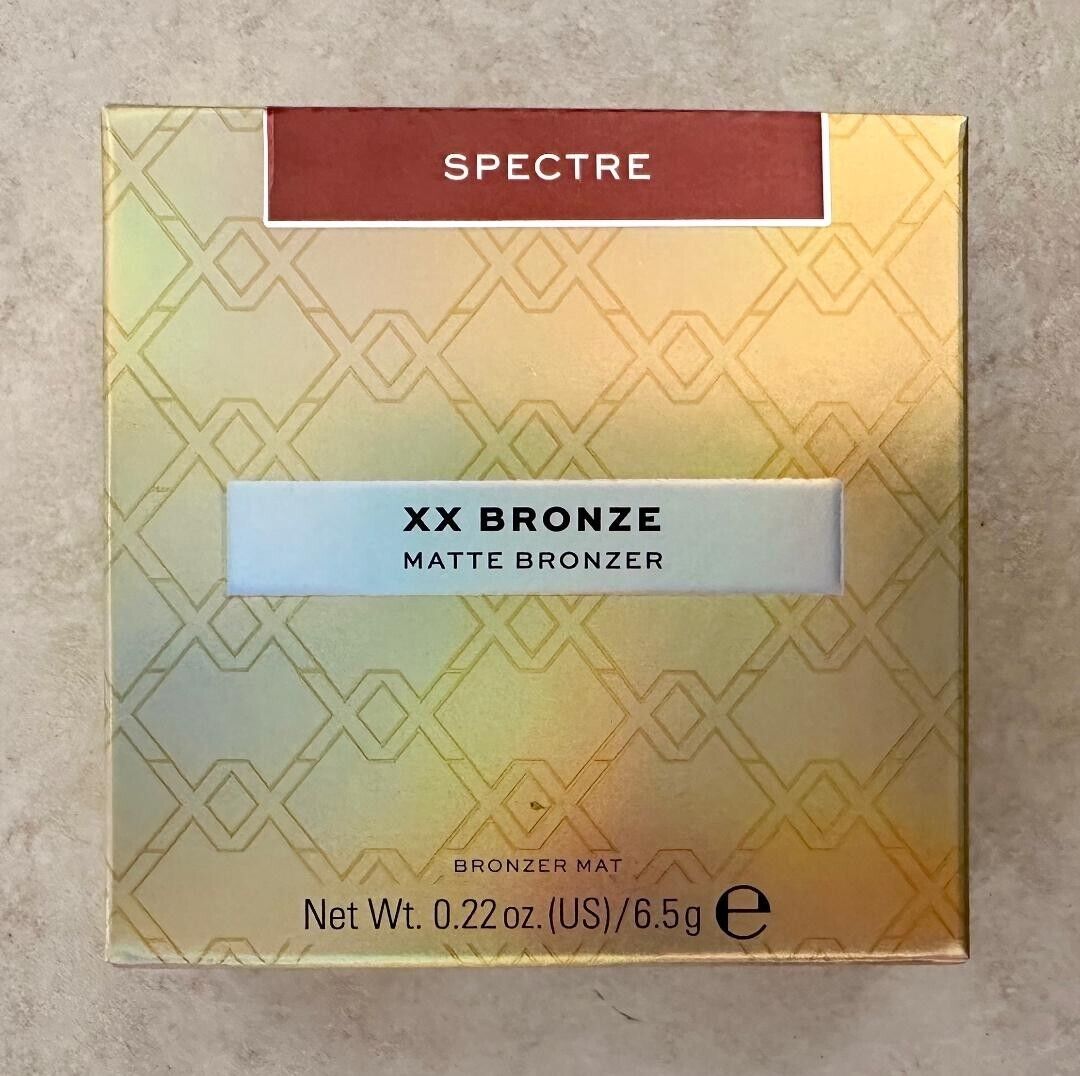 SPECTRE
XX BRONZE
MATTE BRONZER
BRONZER MAT
Net Wt. 0.22 oz. (US)/6.5g ℮